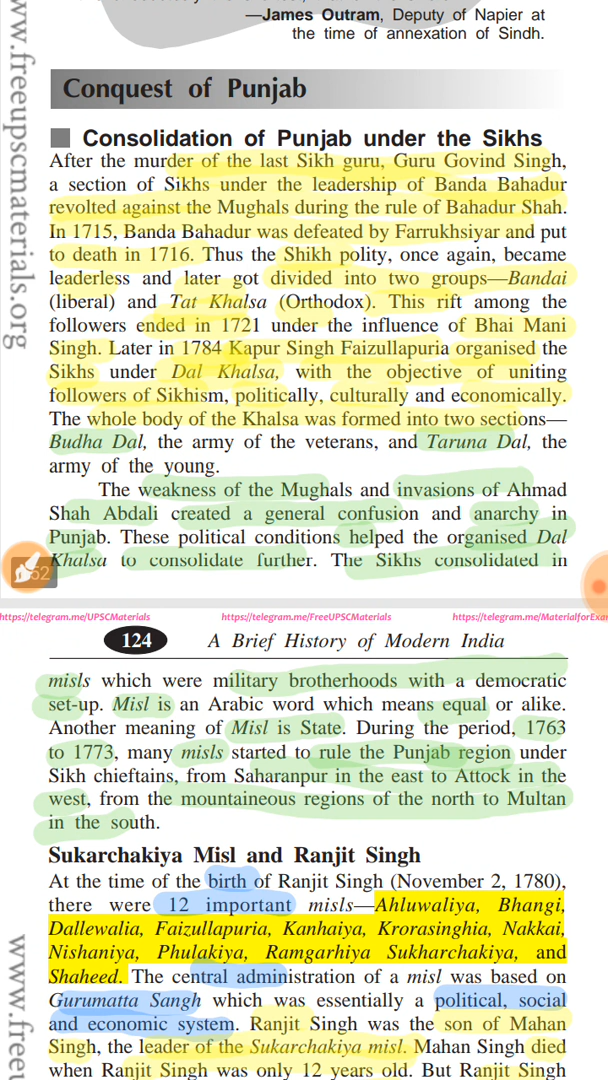 —James Outram, Deputy of Napier at
the time of annexation of Sindh.
www.freeupscmaterials.org
Conquest of Punjab
Consolidation of Punjab under the Sikhs
After the murder of the last Sikh guru, Guru Govind Singh,
a section of Sikhs under the leadership of Banda Bahadur
revolted against the Mughals during the rule of Bahadur Shah.
In 1715, Banda Bahadur was defeated by Farrukhsiyar and put
to death in 1716. Thus the Shikh polity, once again, became
leaderless and later got divided into two groups—Bandai
(liberal) and Tat Khalsa (Orthodox). This rift among the
followers ended in 1721 under the influence of Bhai Mani
Singh. Later in 1784 Kapur Singh Faizullapuria organised the
Sikhs under Dal Khalsa, with the objective of uniting
followers of Sikhism, politically, culturally and economically.
The whole body of the Khalsa was formed into two sections—
Budha Dal, the army of the veterans, and Taruna Dal, the
army of the young.
The weakness of the Mughals and invasions of Ahmad
Shah Abdali created a general confusion and anarchy in
Punjab. These political conditions helped the organised Dal
Khalsa to consolidate further. The Sikhs consolidated in
https://telegram.me/UPSCMaterials https://telegram.me/FreeUPSCMaterials https://telegram.me/MaterialforExa
124 A Brief History of Modern India
misls which were military brotherhoods with a democratic
set-up. Misl is an Arabic word which means equal or alike.
Another meaning of Misl is State. During the period, 1763
to 1773, many misls started to rule the Punjab region under
Sikh chieftains, from Saharanpur in the east to Attock in the
west, from the mountaineous regions of the north to Multan
in the south.
Sukarchakiya Misl and Ranjit Singh
At the time of the birth of Ranjit Singh (November 2, 1780),
there were 12 important misls—Ahluwaliya, Bhangi,
Dallewalia, Faizullapuria, Kanhaiya, Krorasinghia, Nakkai,
Nishaniya, Phulakiya, Ramgarhiya Sukharchakiya, and
Shaheed. The central administration of a misl was based on
Gurumatta Sangh which was essentially a political, social
and economic system. Ranjit Singh was the son of Mahan
Singh, the leader of the Sukarchakiya misl. Mahan Singh died
when Ranjit Singh was only 12 years old. But Ranjit Singh
www.freeu